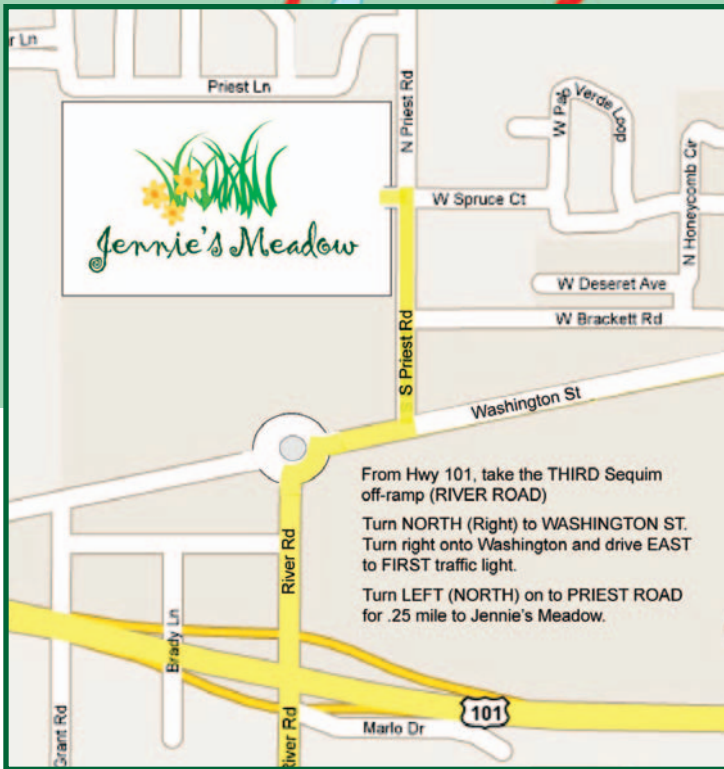 r Ln
Priest Ln
N Priest Rd
W Palo Verde Loop
N Honeycomb Cir
W Spruce Ct
Jennie's Meadow
W Deseret Ave
W Brackett Rd
S Priest Rd
Washington St
From Hwy 101, take the THIRD Sequim
off-ramp (RIVER ROAD)
Turn NORTH (Right) to WASHINGTON ST.
Turn right onto Washington and drive EAST
to FIRST traffic light.
Turn LEFT (NORTH) on to PRIEST ROAD
for .25 mile to Jennie's Meadow.
River Rd
Brady Ln
Grant Rd
River Rd
101
Marlo Dr